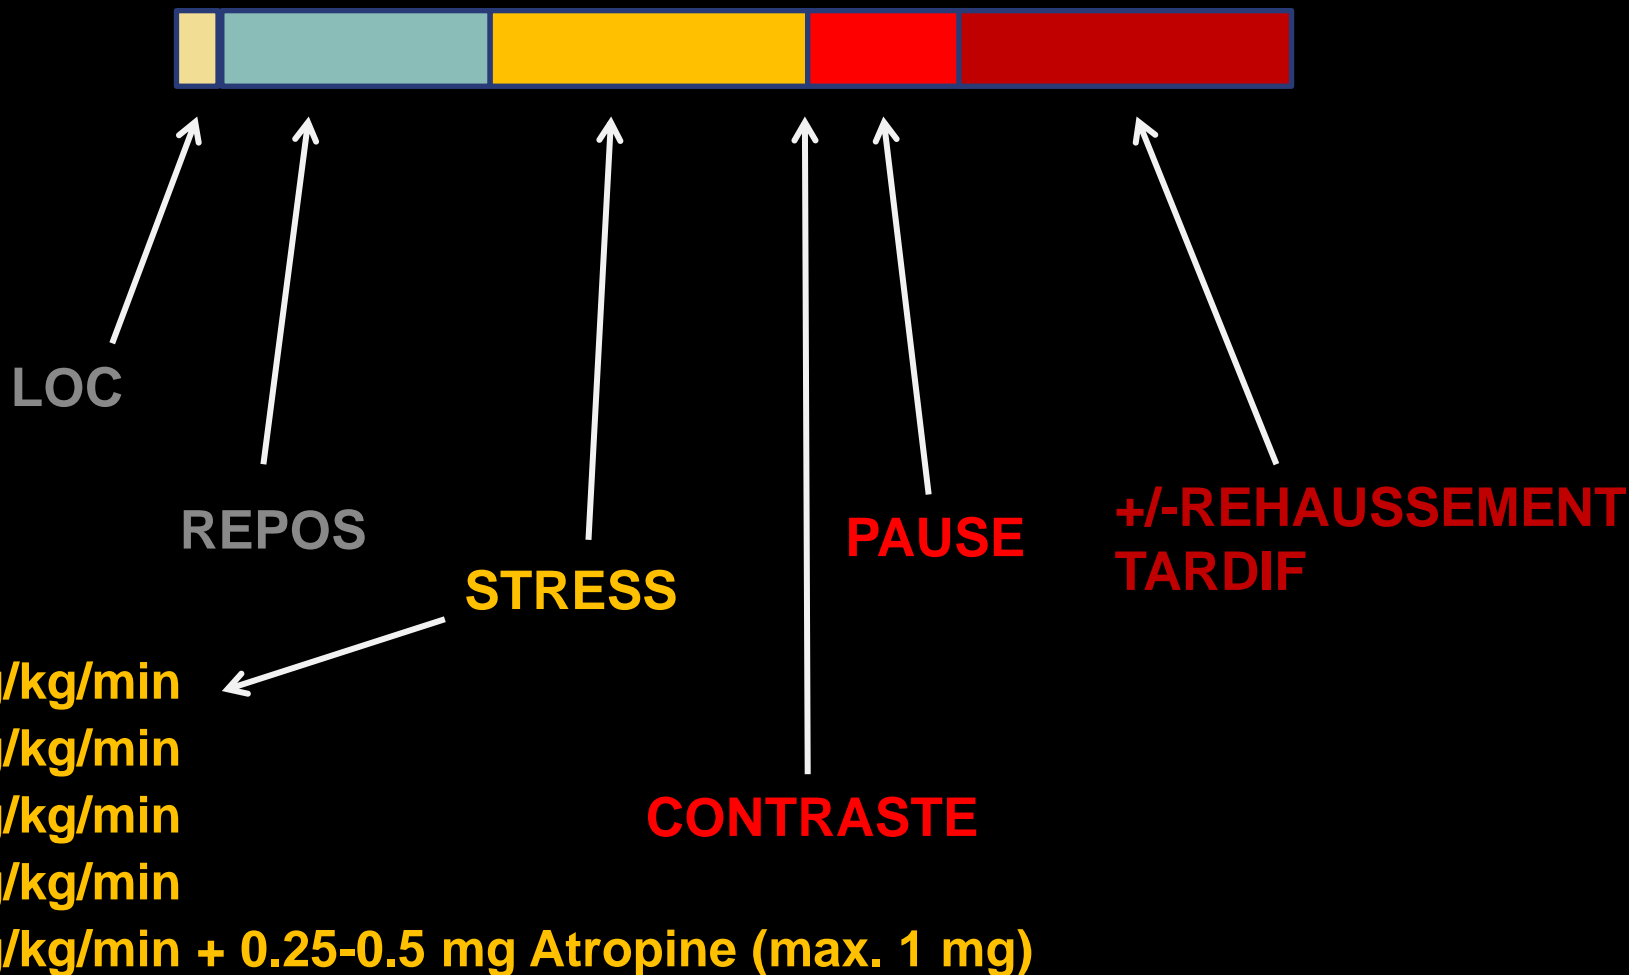 LOC
REPOS
STRESS
PAUSE
+/-REHAUSSEMENT
TARDIF
/kg/min
/kg/min
CONTRASTE
/kg/min
/kg/min
/kg/min + 0.25-0.5 mg Atropine (max. 1 mg)